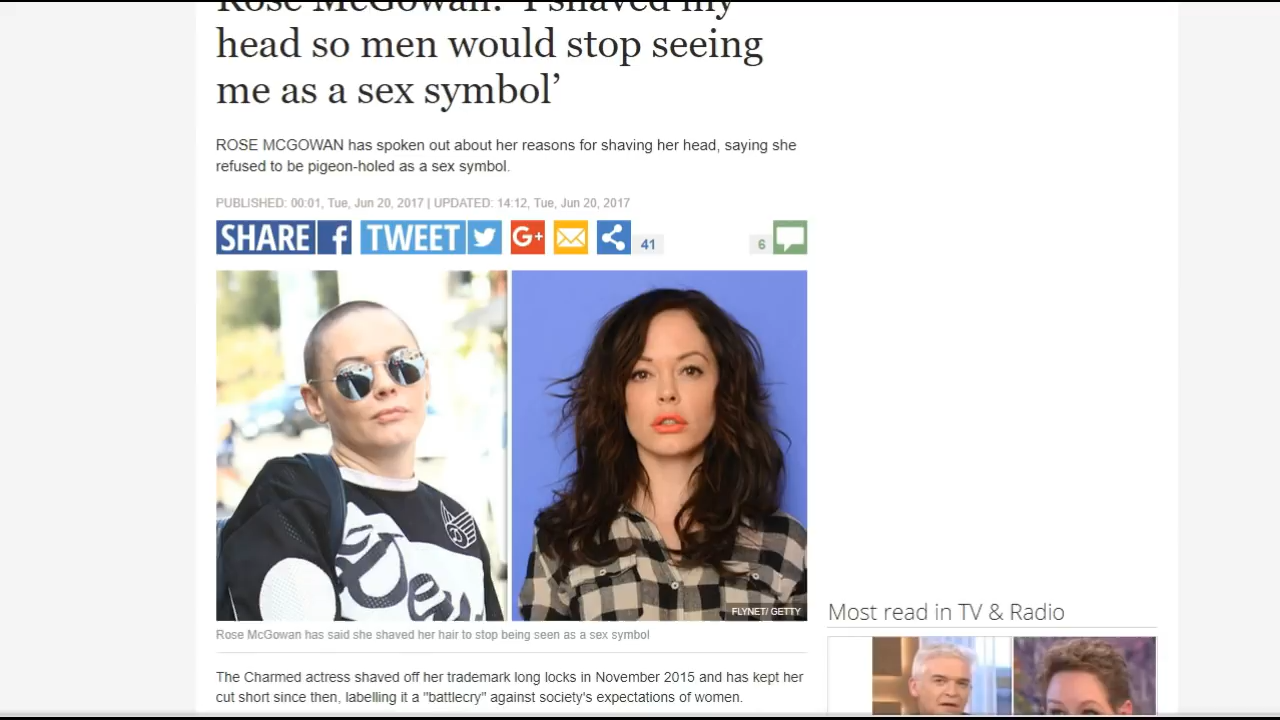 Rose McGowan: 'I shaved my
head so men would stop seeing
me as a sex symbol’
ROSE MCGOWAN has spoken out about her reasons for shaving her head, saying she
refused to be pigeon-holed as a sex symbol.
PUBLISHED: 00:01, Tue, Jun 20, 2017 | UPDATED: 14:12, Tue, Jun 20, 2017
SHARE f TWEET G+ 41 6
FLYNET/ GETTY
Rose McGowan has said she shaved her hair to stop being seen as a sex symbol
Most read in TV & Radio
The Charmed actress shaved off her trademark long locks in November 2015 and has kept her
cut short since then, labelling it a "battlecry" against society's expectations of women.